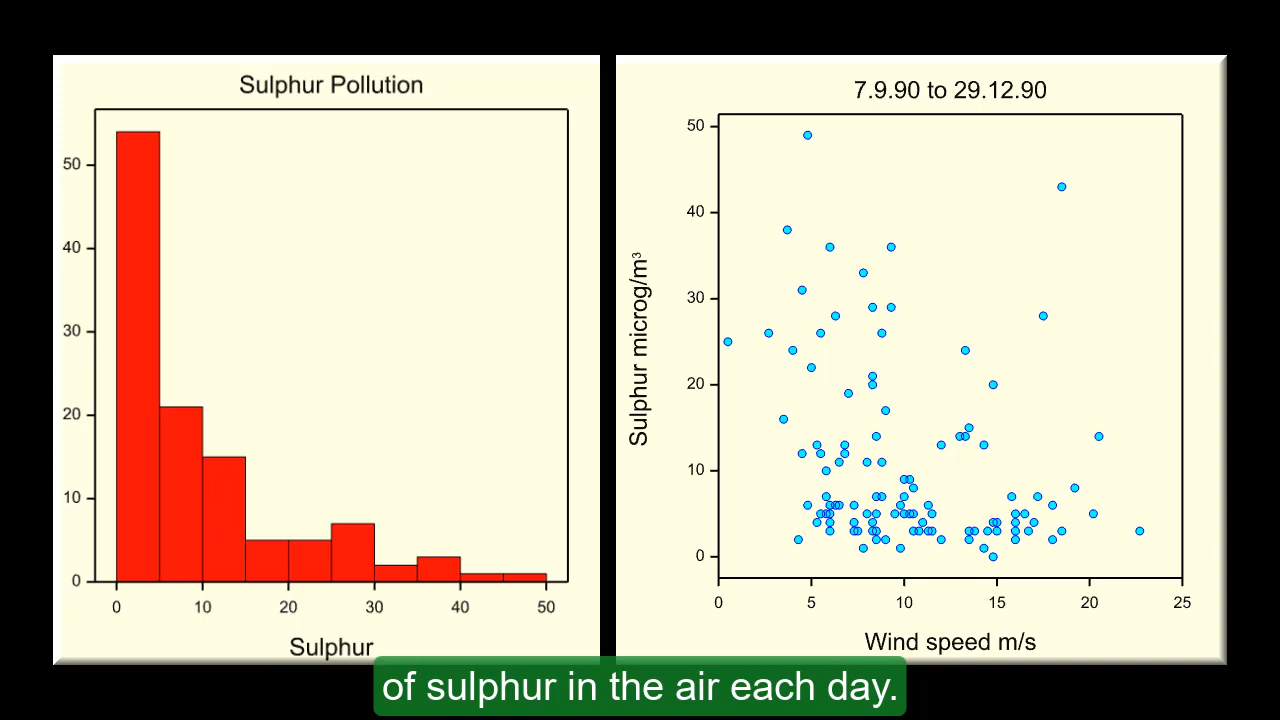 Sulphur Pollution
50
40
30
20
10
0
0 10 20 30 40 50
Sulphur
7.9.90 to 29.12.90
Sulphur microg/m³
50
40
30
20
10
0
0 5 10 15 20 25
Wind speed m/s
of sulphur in the air each day.